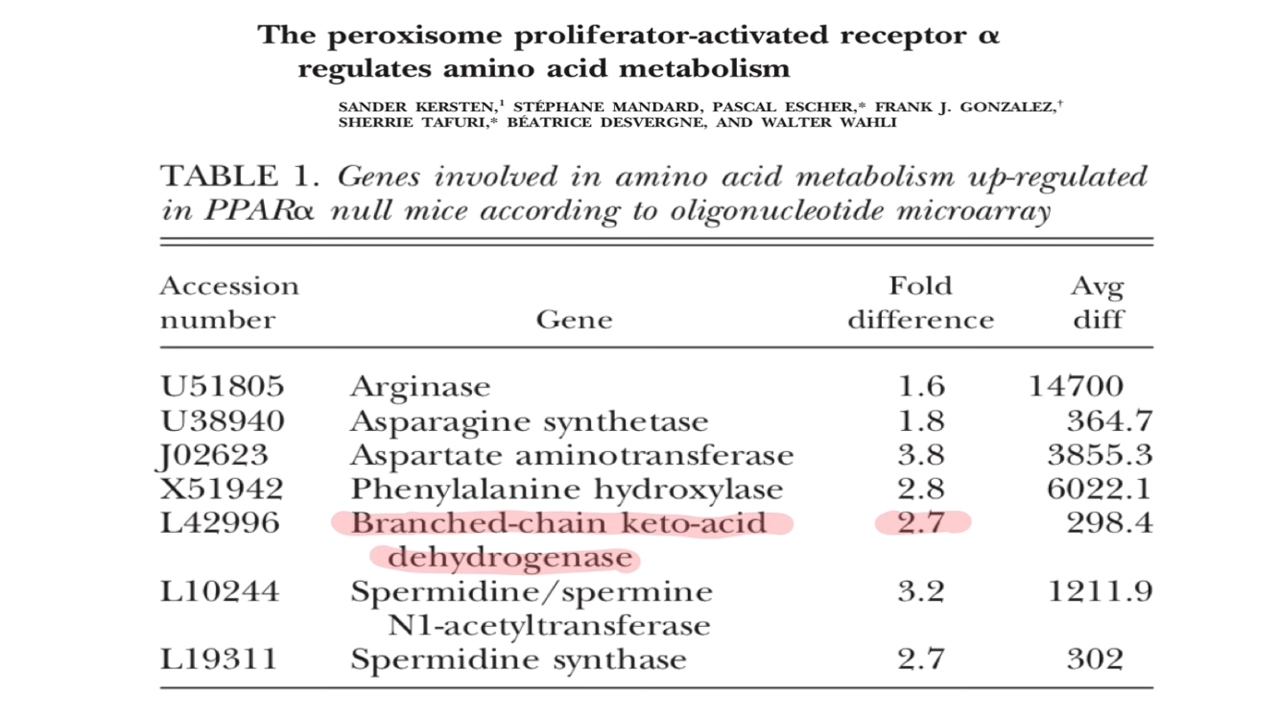 The peroxisome proliferator-activated receptor α
regulates amino acid metabolism
SANDER KERSTEN,¹ STÉPHANE MANDARD, PASCAL ESCHER,* FRANK J. GONZALEZ,†
SHERRIE TAFURI,* BÉATRICE DESVERGNE, AND WALTER WAHLI
TABLE 1. Genes involved in amino acid metabolism up-regulated
in PPARα null mice according to oligonucleotide microarray
Accession Fold Avg
number Gene difference diff
U51805 Arginase 1.6 14700
U38940 Asparagine synthetase 1.8 364.7
J02623 Aspartate aminotransferase 3.8 3855.3
X51942 Phenylalanine hydroxylase 2.8 6022.1
L42996 Branched-chain keto-acid 2.7 298.4
dehydrogenase
L10244 Spermidine/spermine 3.2 1211.9
N1-acetyltransferase
L19311 Spermidine synthase 2.7 302